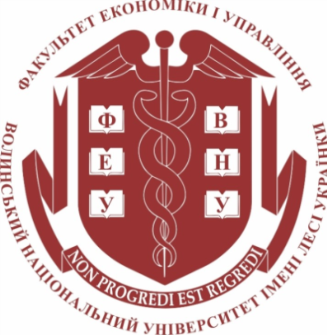 ФАКУЛЬТЕТ ЕКОНОМІКИ І УПРАВЛІННЯ
Ф В
Е Н
У У
NON PROGREDI EST REGREDI
ВОЛИНСЬКИЙ НАЦІОНАЛЬНИЙ УНІВЕРСИТЕТ ІМЕНІ ЛЕСІ УКРАЇНКИ